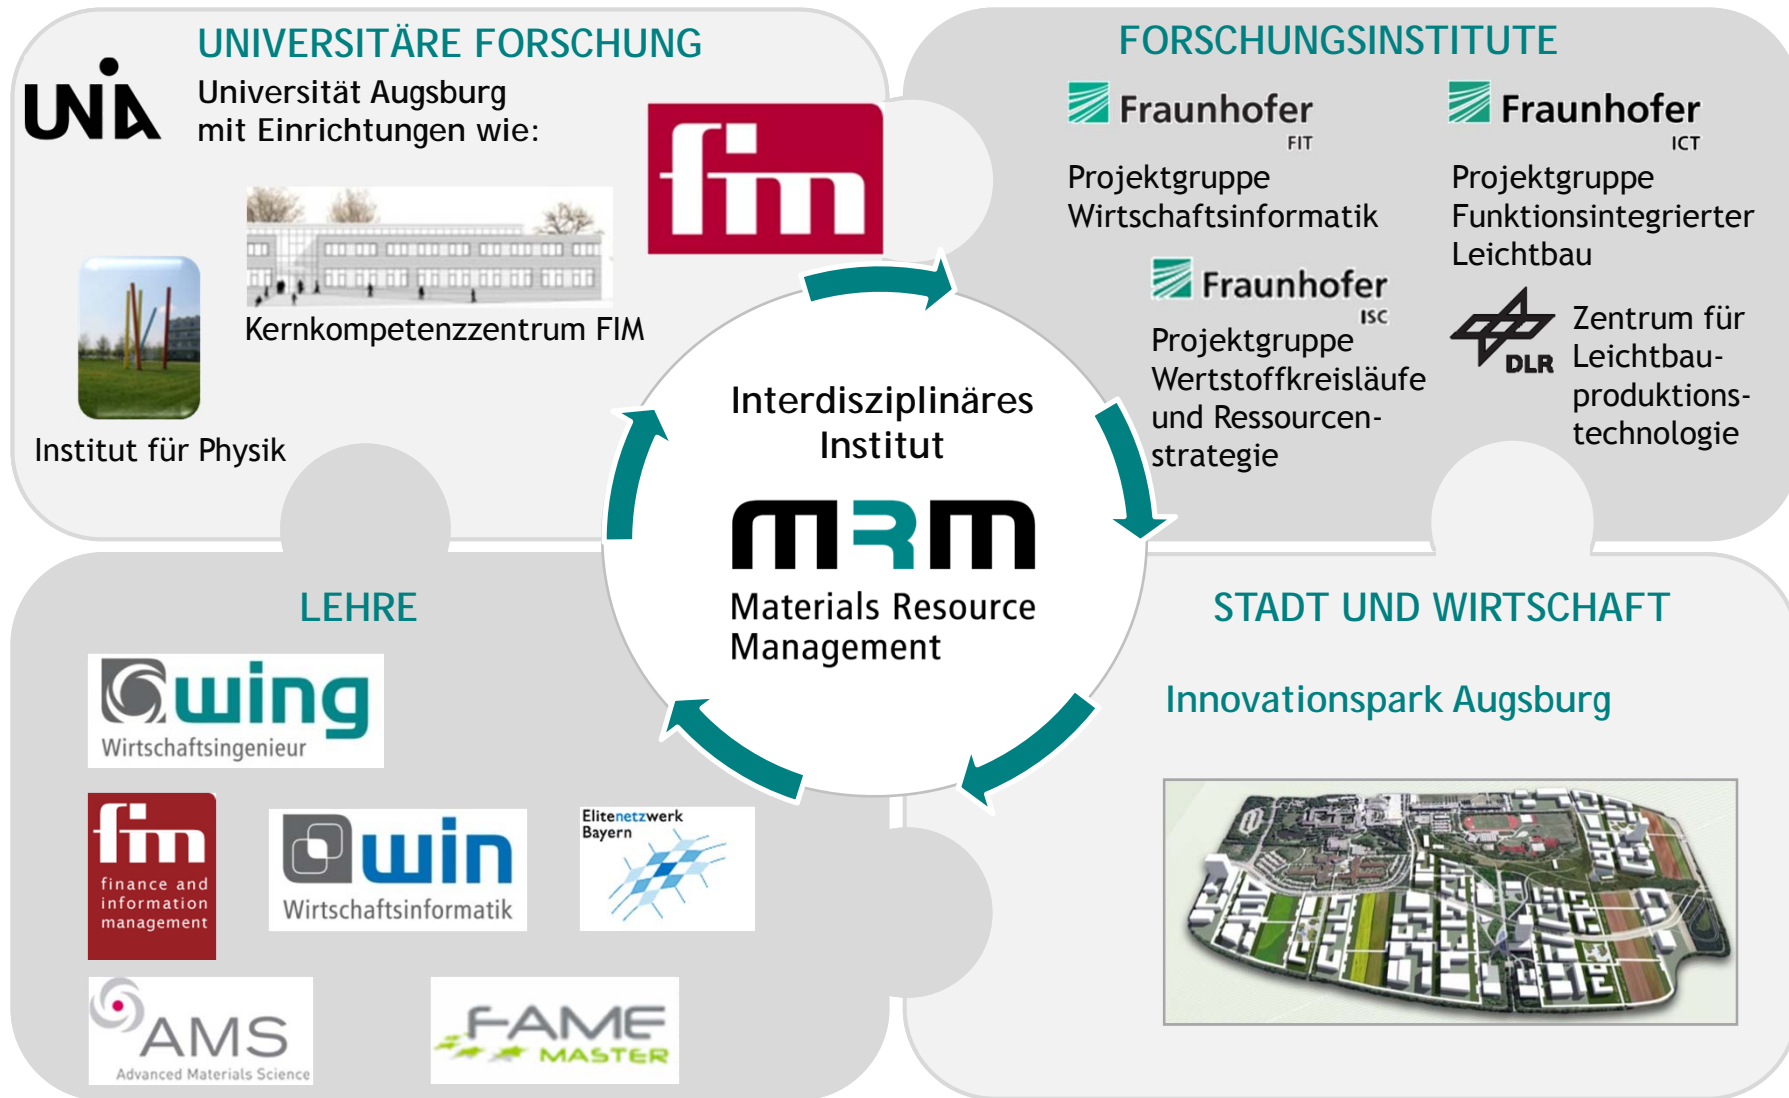 UNIVERSITÄRE FORSCHUNG
UNIA
Universität Augsburg
mit Einrichtungen wie:
fim
Kernkompetenzzentrum FIM
Institut für Physik
FORSCHUNGSINSTITUTE
Fraunhofer
FIT
Projektgruppe
Wirtschaftsinformatik
Fraunhofer
ICT
Projektgruppe
Funktionsintegrierter
Leichtbau
Fraunhofer
ISC
Projektgruppe
Wertstoffkreisläufe
und Ressourcen-
strategie
DLR
Zentrum für
Leichtbau-
produktions-
technologie
Interdisziplinäres
Institut
mrm
Materials Resource
Management
LEHRE
wing
Wirtschaftsingenieur
fim
finance and
information
management
win
Wirtschaftsinformatik
Elitenetzwerk
Bayern
AMS
Advanced Materials Science
FAME
MASTER
STADT UND WIRTSCHAFT
Innovationspark Augsburg